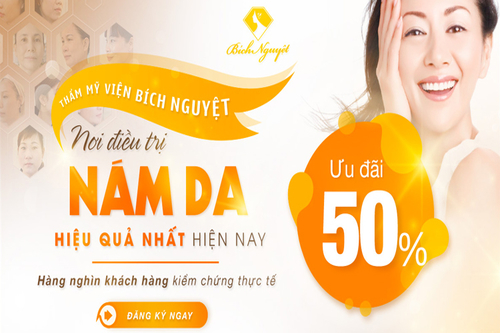 Bích Nguyệt
THẨM MỸ VIỆN BÍCH NGUYỆT
Nơi điều trị
NÁM DA
HIỆU QUẢ NHẤT HIỆN NAY
Hàng nghìn khách hàng kiểm chứng thực tế
ĐĂNG KÝ NGAY
Ưu đãi
50%